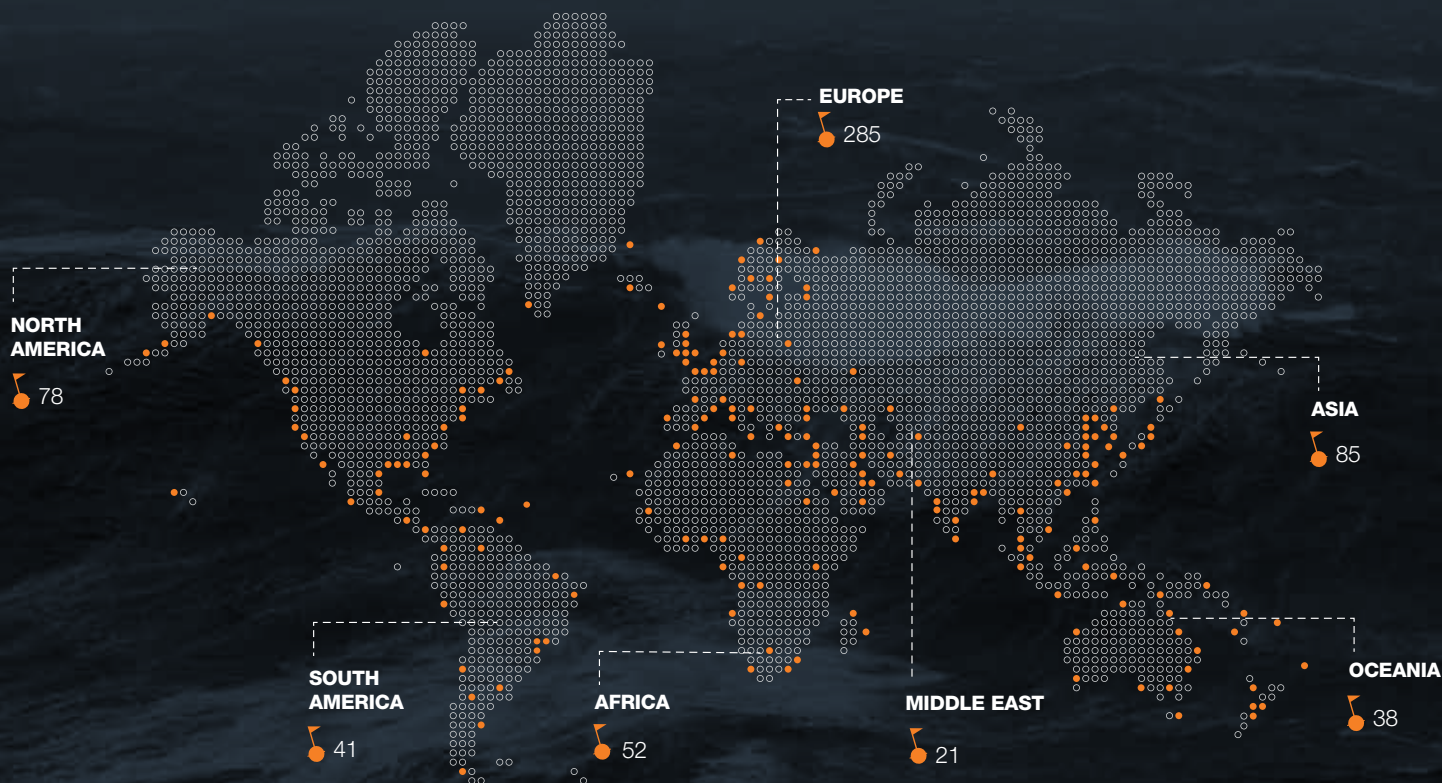 EUROPE
285
NORTH
AMERICA
78
ASIA
85
SOUTH
AMERICA
41
AFRICA
52
MIDDLE EAST
21
OCEANIA
38